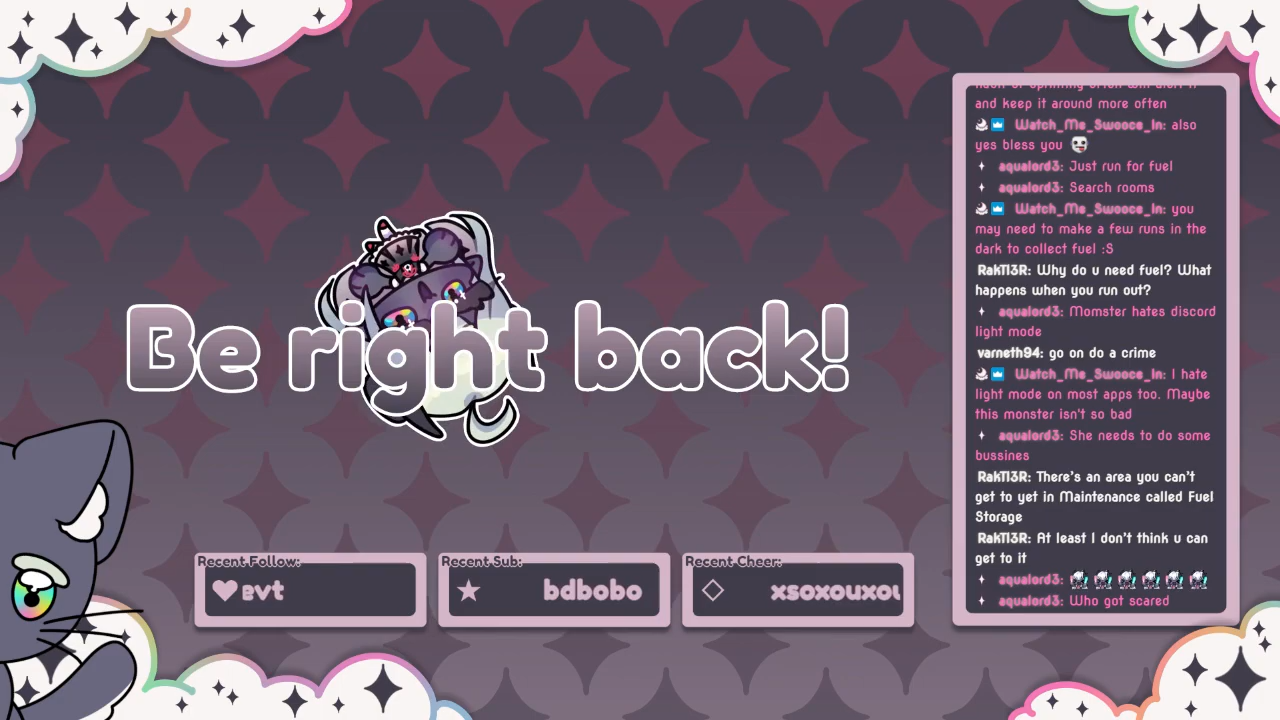 and keep it around more often
Watch_Me_Swooce_In: also
yes bless you
aqualord3: Just run for fuel
aqualord3: Search rooms
Watch_Me_Swooce_In: you
may need to make a few runs in the
dark to collect fuel :S
RakTI3R: Why do u need fuel? What
happens when you run out?
aqualord3: Momster hates discord
light mode
varneth94: go on do a crime
Watch_Me_Swooce_In: I hate
light mode on most apps too. Maybe
this monster isn't so bad
aqualord3: She needs to do some
bussines
RakTI3R: There's an area you can't
get to yet in Maintenance called Fuel
Storage
RakTI3R: At least I don't think u can
get to it
aqualord3:
aqualord3: Who got scared
Be right back!
Recent Follow:
evt
Recent Sub:
bdbobo
Recent Cheer:
xsoxouxou